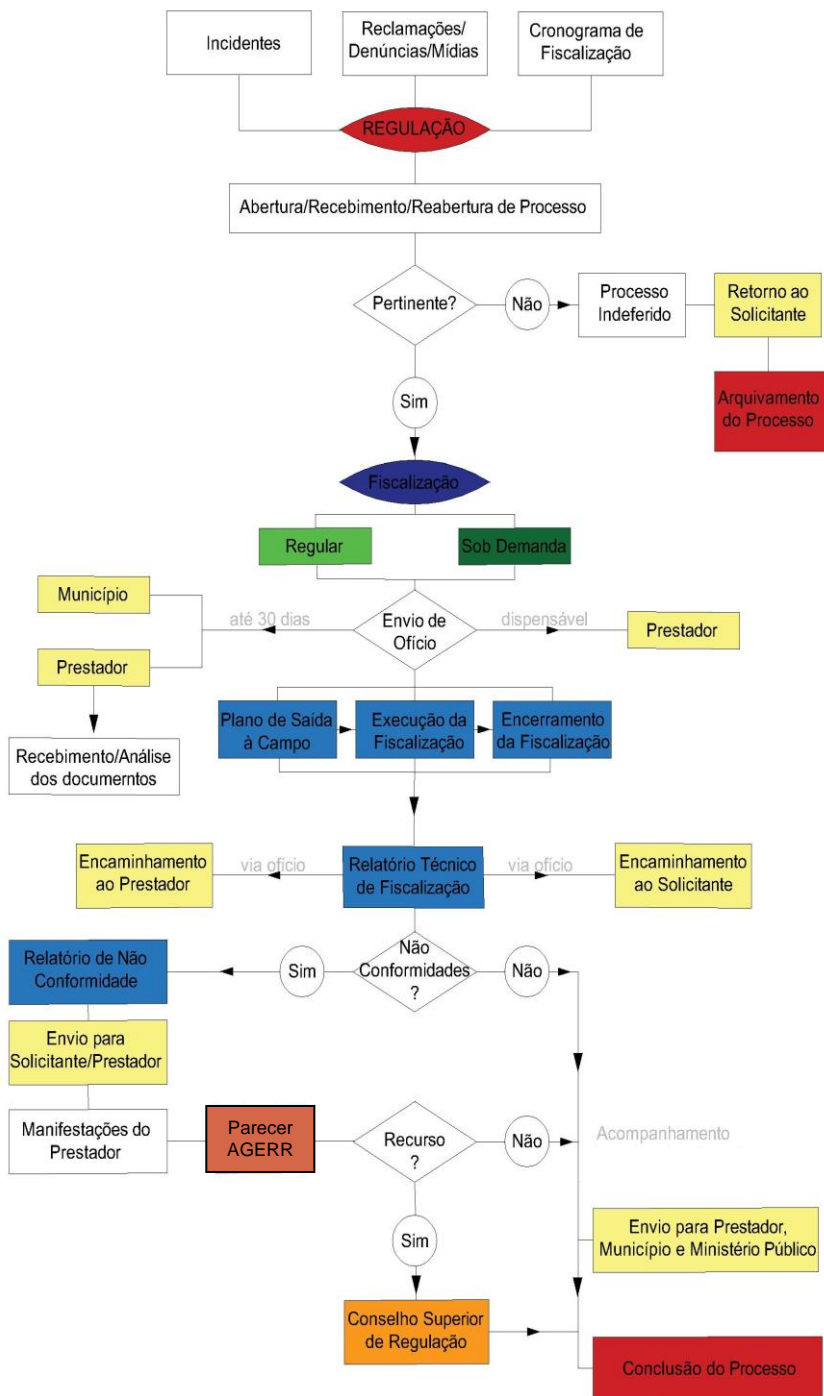 Incidentes
Reclamações/
Denúncias/Mídias
Cronograma de
Fiscalização
REGULAÇÃO
Abertura/Recebimento/Reabertura de Processo
Pertinente?
Não
Processo
Indeferido
Retorno ao
Solicitante
Sim
Arquivamento
do Processo
Fiscalização
Regular
Sob Demanda
Município
até 30 dias
Envio de
Ofício
dispensável
Prestador
Prestador
Plano de Saída
à Campo
Execução da
Fiscalização
Encerramento
da Fiscalização
Recebimento/Análise
dos documerntos
Encaminhamento
ao Prestador
via ofício
Relatório Técnico
de Fiscalização
via ofício
Encaminhamento
ao Solicitante
Relatório de Não
Conformidade
Sim
Não
Conformidades
?
Não
Envio para
Solicitante/Prestador
Manifestações do
Prestador
Parecer
AGERR
Recurso
?
Não
Acompanhamento
Sim
Envio para Prestador,
Município e Ministério Público
Conselho Superior
de Regulação
Conclusão do Processo